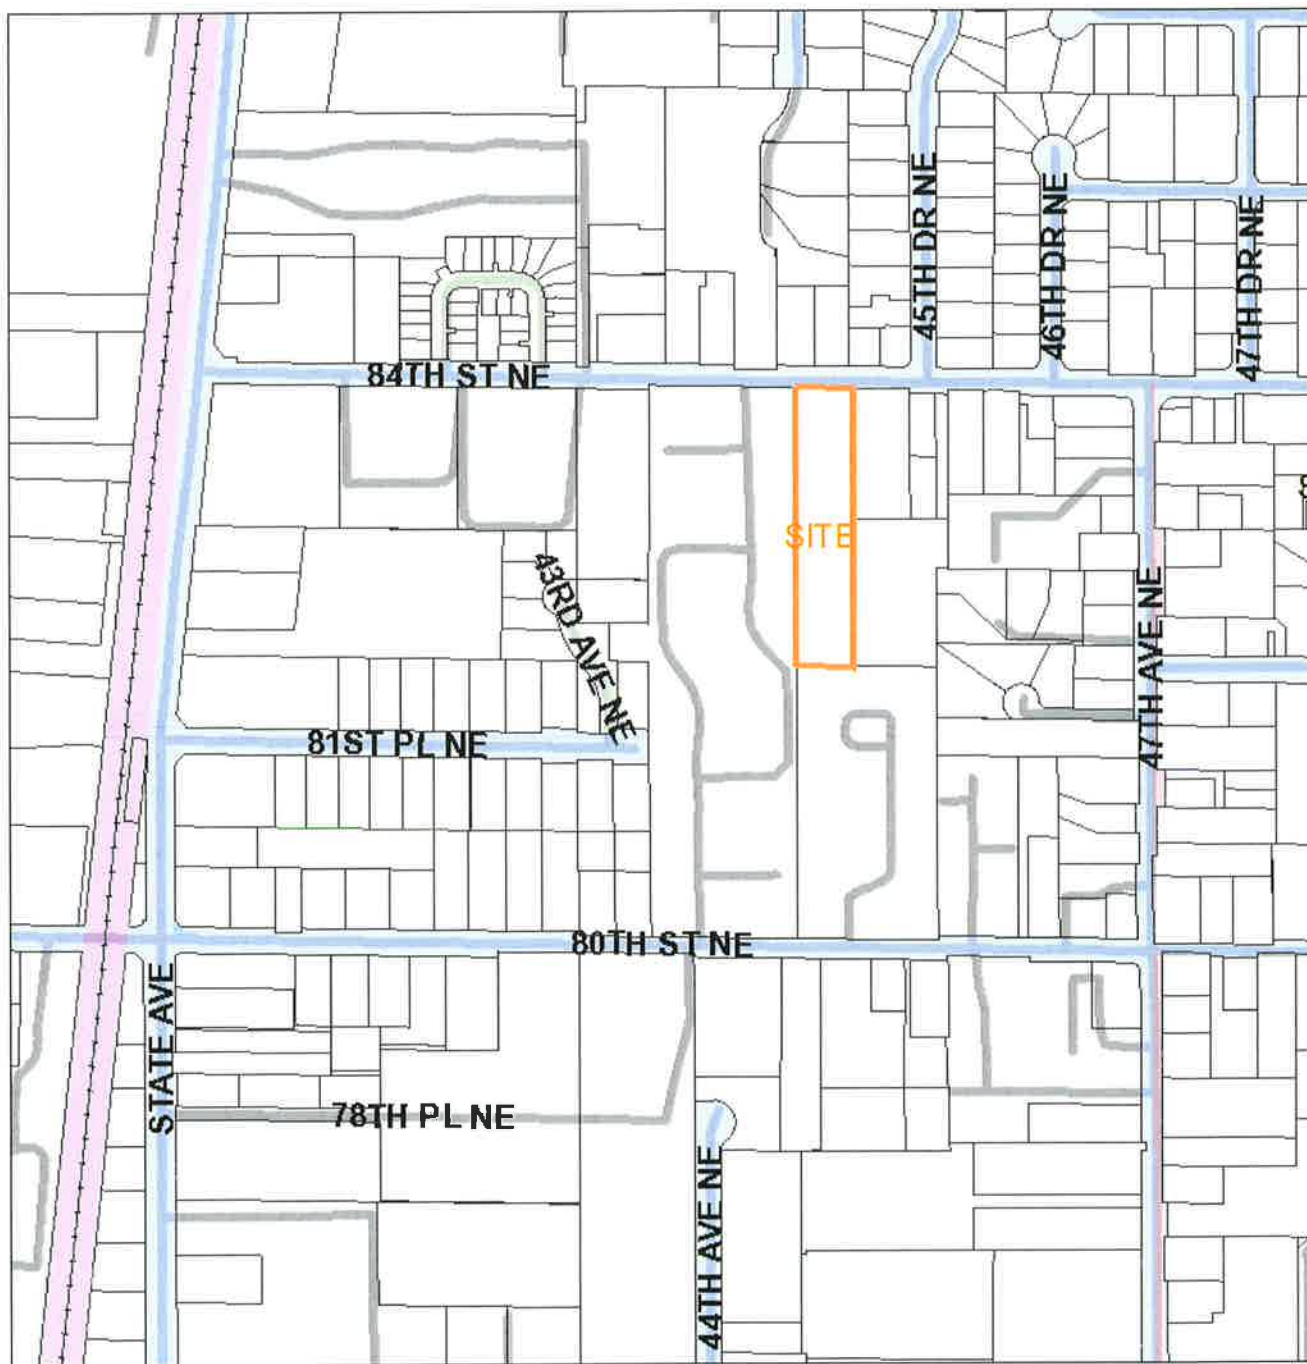 45TH DR NE
46TH DR NE
47TH DR NE
84TH ST NE
SITE
43RD AVE NE
47TH AVE NE
81ST PL NE
80TH ST NE
STATE AVE
78TH PL NE
44TH AVE NE